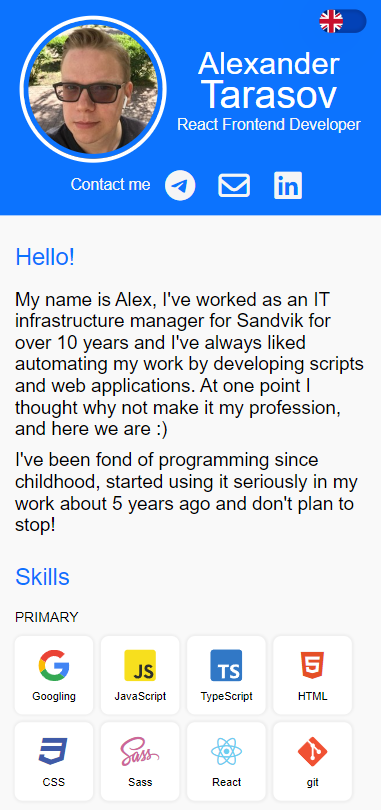 Alexander
Tarasov
React Frontend Developer
Contact me
in
Hello!
My name is Alex, I've worked as an IT
infrastructure manager for Sandvik for
over 10 years and I've always liked
automating my work by developing scripts
and web applications. At one point I
thought why not make it my profession,
and here we are :)
I've been fond of programming since
childhood, started using it seriously in my
work about 5 years ago and don't plan to
stop!
Skills
PRIMARY
G JS TS 5
Googling JavaScript TypeScript HTML
3 Sass
CSS Sass React git